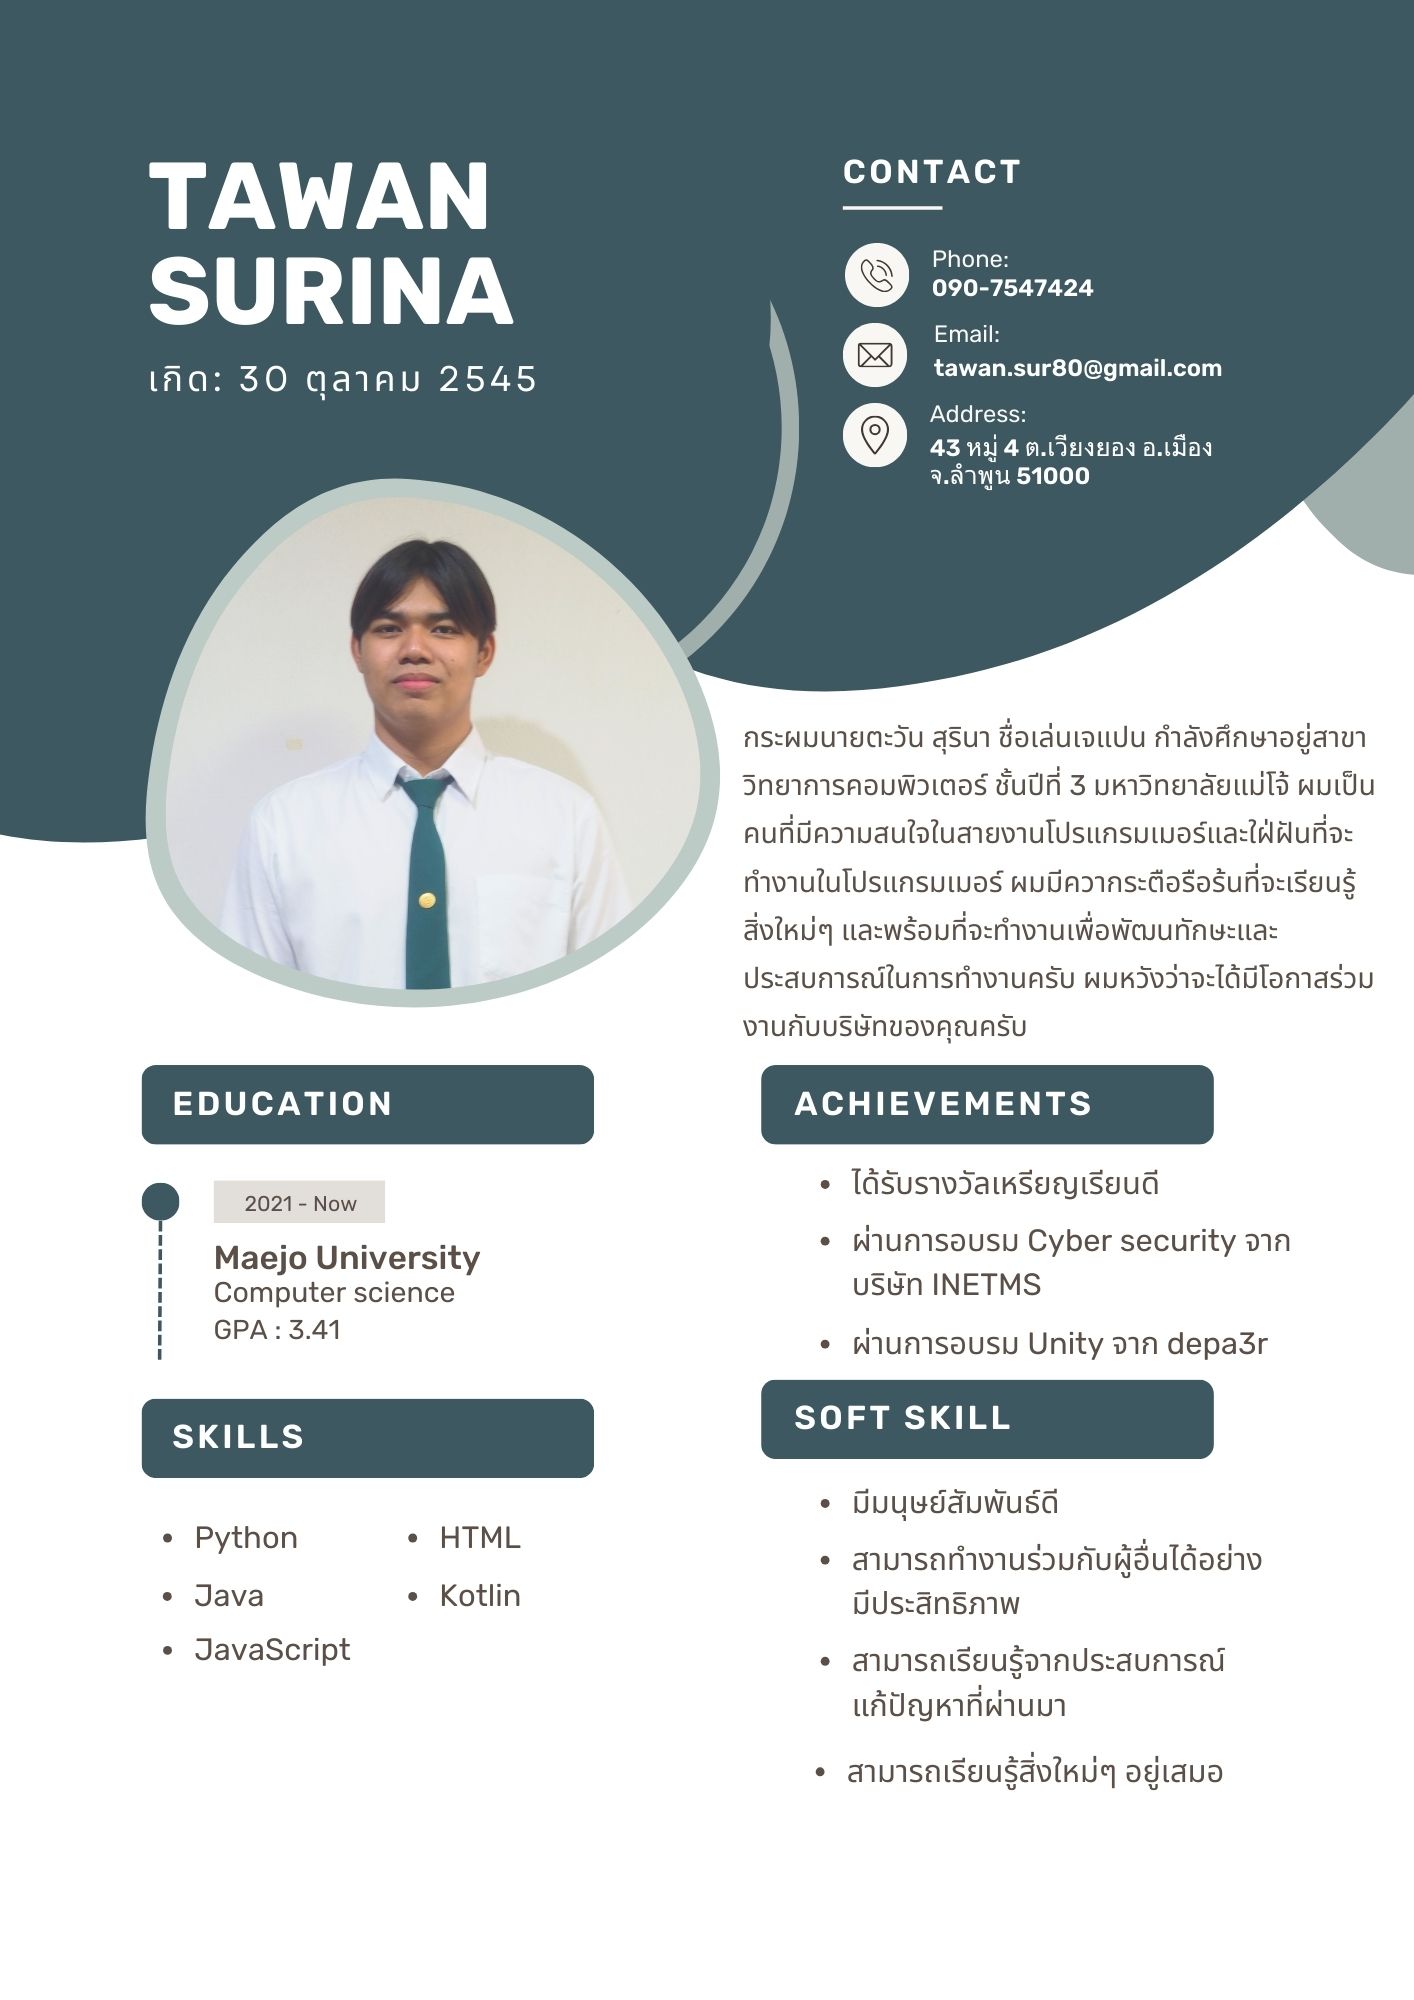 TAWAN
SURINA
เกิด: 30 ตุลาคม 2545
CONTACT
Phone:
090-7547424
Email:
tawan.sur80@gmail.com
Address:
43 หมู่ 4 ต.เวียงยอง อ.เมือง
จ.ลำพูน 51000
กระผมนายตะวัน สุรินา ชื่อเล่นเจแปน กำลังศึกษาอยู่สาขา
วิทยาการคอมพิวเตอร์ ชั้นปีที่ 3 มหาวิทยาลัยแม่โจ้ ผมเป็น
คนที่มีความสนใจในสายงานโปรแกรมเมอร์และใฝ่ฝันที่จะ
ทำงานในโปรแกรมเมอร์ ผมมีควากระตือรือร้นที่จะเรียนรู้
สิ่งใหม่ๆ และพร้อมที่จะทำงานเพื่อพัฒนทักษะและ
ประสบการณ์ในการทำงานครับ ผมหวังว่าจะได้มีโอกาสร่วม
งานกับบริษัทของคุณครับ
EDUCATION
2021 - Now
Maejo University
Computer science
GPA : 3.41
SKILLS
Python
Java
JavaScript
HTML
Kotlin
ACHIEVEMENTS
ได้รับรางวัลเหรียญเรียนดี
ผ่านการอบรม Cyber security จาก
บริษัท INETMS
ผ่านการอบรม Unity จาก depa3r
SOFT SKILL
มีมนุษย์สัมพันธ์ดี
สามารถทำงานร่วมกับผู้อื่นได้อย่าง
มีประสิทธิภาพ
สามารถเรียนรู้จากประสบการณ์
แก้ปัญหาที่ผ่านมา
สามารถเรียนรู้สิ่งใหม่ๆ อยู่เสมอ